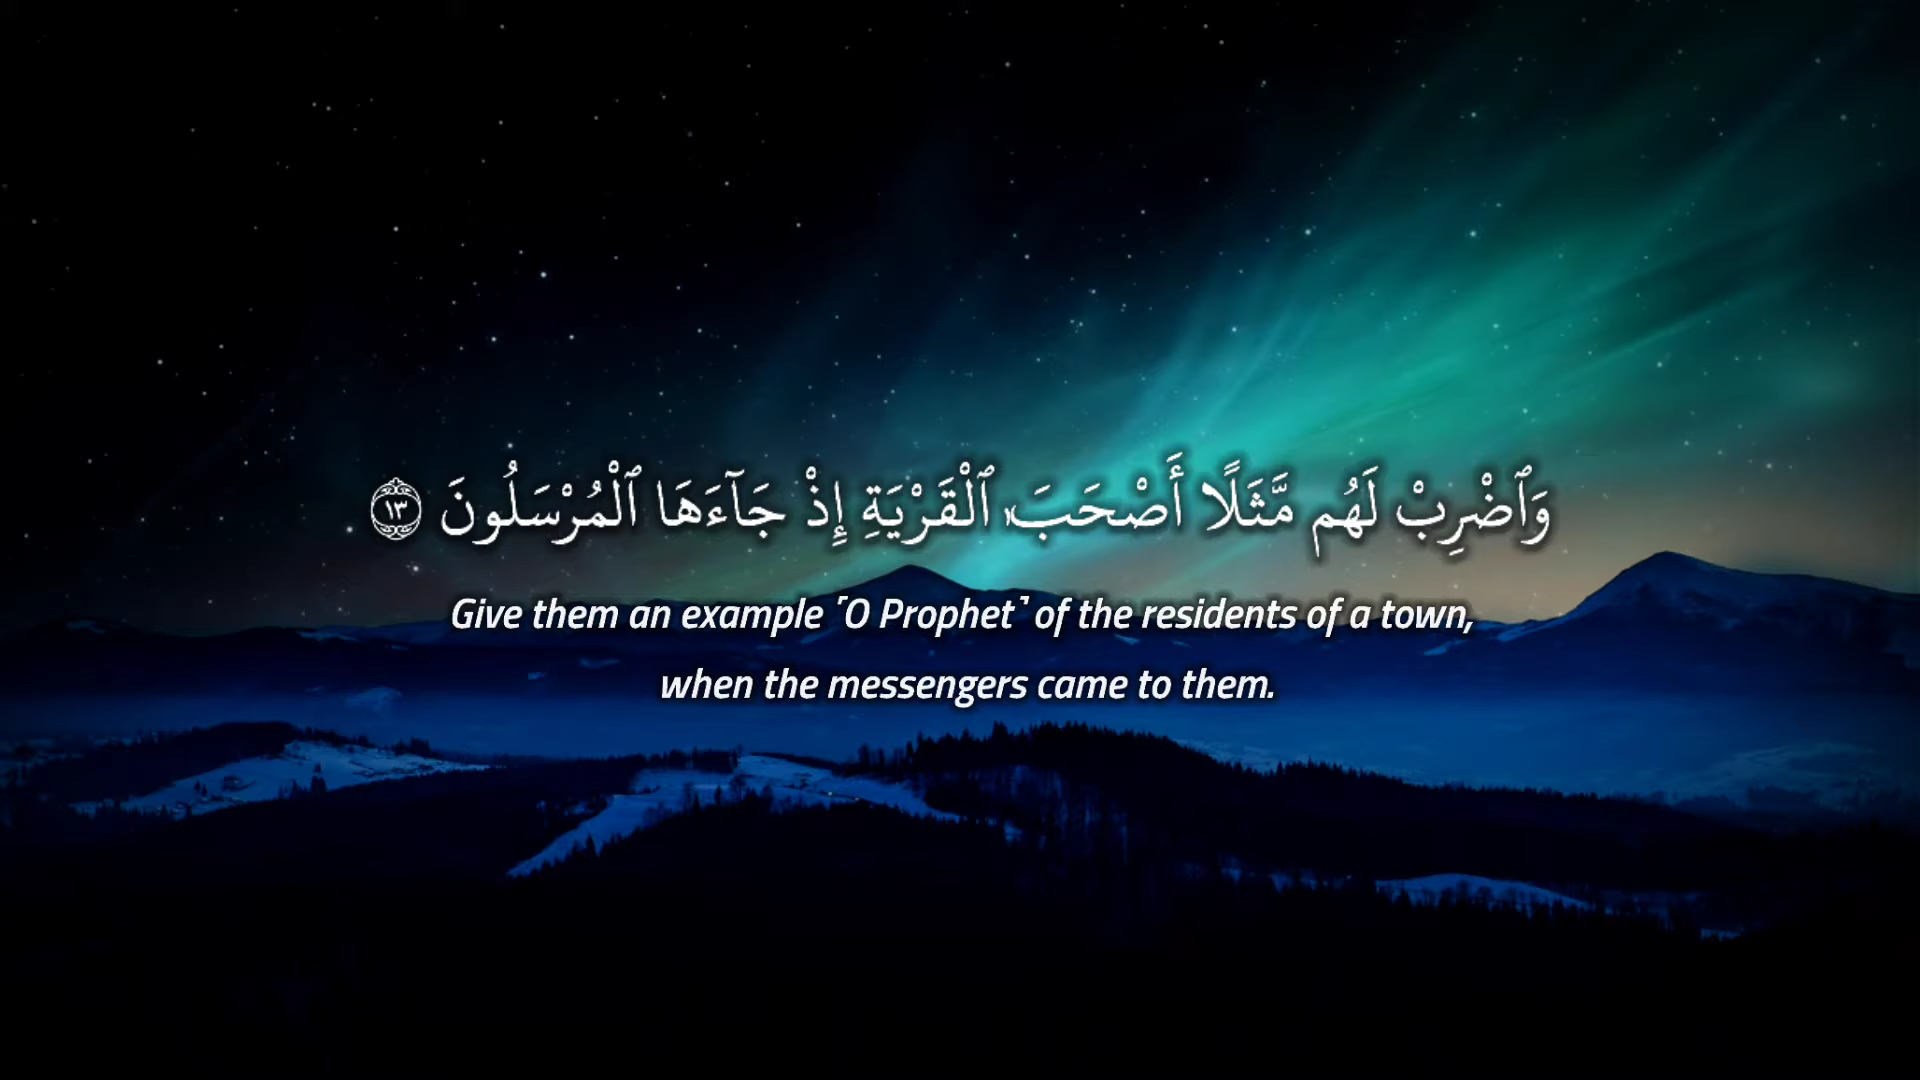 وَٱضْرِبْ لَهُم مَّثَلًا أَصْحَـٰبَ ٱلْقَرْيَةِ إِذْ جَآءَهَا ٱلْمُرْسَلُونَ ١٣
Give them an example ˹O Prophet˺ of the residents of a town,
when the messengers came to them.